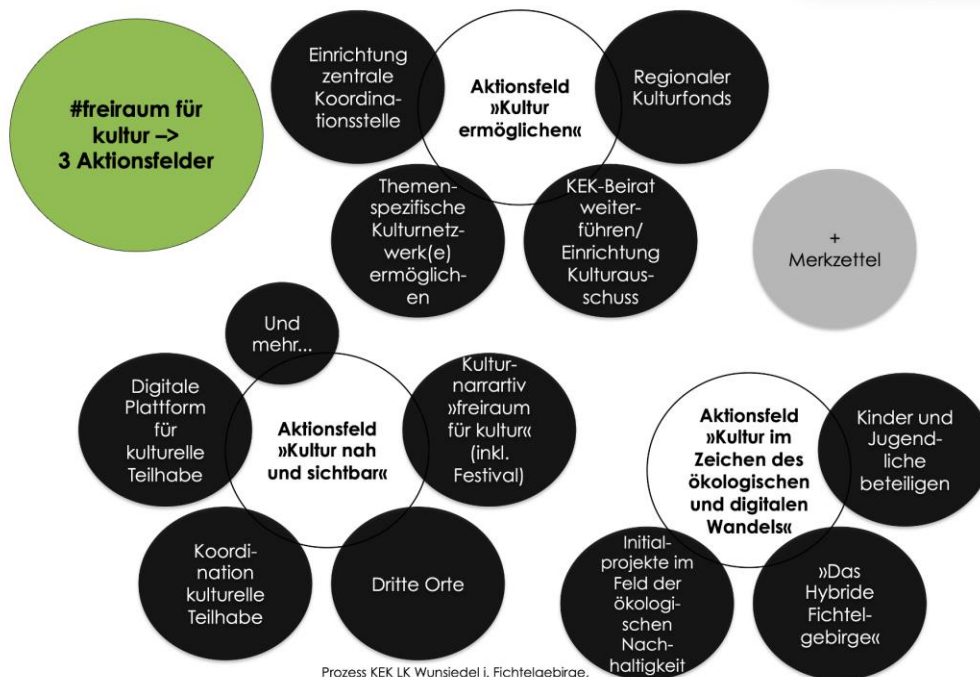 #freiraum für
kultur –>
3 Aktionsfelder
Einrichtung
zentrale
Koordina-
tionsstelle
Aktionsfeld
»Kultur
ermöglichen«
Regionaler
Kulturfonds
Themen-
spezifische
Kulturnetz-
werk(e)
ermöglich-
en
KEK-Beirat
weiter-
führen/
Einrichtung
Kulturaus-
schuss
+
Merkzettel
Und
mehr...
Digitale
Plattform
für
kulturelle
Teilhabe
Aktionsfeld
»Kultur nah
und sichtbar«
Kultur-
narrartiv
»freiraum
für kultur«
(inkl.
Festival)
Koordi-
nation
kulturelle
Teilhabe
Dritte Orte
Aktionsfeld
»Kultur im
Zeichen des
ökologischen
und digitalen
Wandels«
Kinder und
Jugend-
liche
beteiligen
Initial-
projekte im
Feld der
ökologi-
schen
Nach-
haltigkeit
»Das
Hybride
Fichtel-
gebirge«
Prozess KEK LK Wunsiedel i. Fichtelgebirge,